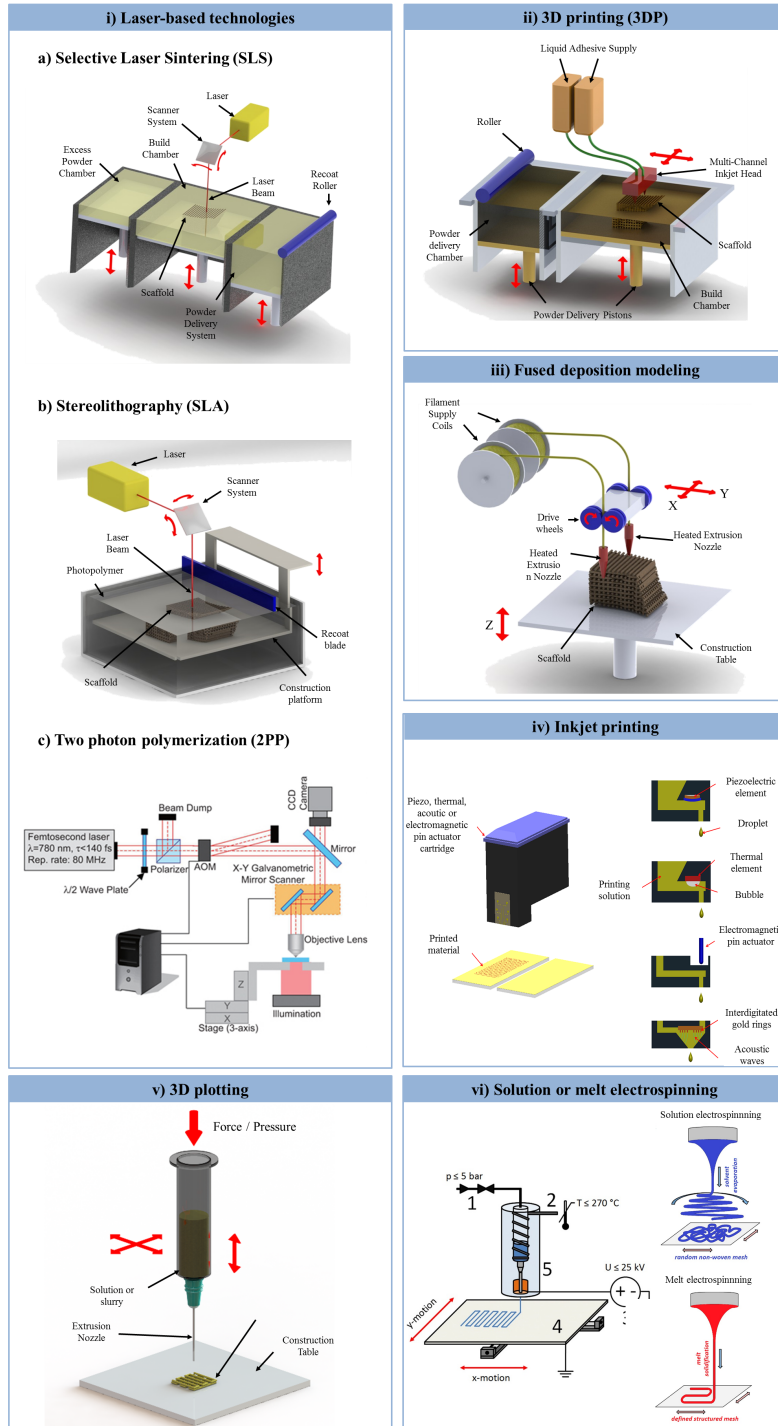 i) Laser-based technologies
a) Selective Laser Sintering (SLS)
Laser
Scanner
System
Build
Chamber
Excess
Powder
Chamber
Laser
Beam
Recoat
Roller
Scaffold
Powder
Delivery
System
b) Stereolithography (SLA)
Laser
Scanner
System
Laser
Beam
Photopolymer
Recoat
blade
Scaffold
Construction
platform
c) Two photon polymerization (2PP)
CCD
Camera
Beam Dump
Femtosecond laser
λ=780 nm, τ<140 fs
Rep. rate: 80 MHz
Polarizer
AOM
Mirror
λ/2 Wave Plate
X-Y Galvanometric
Mirror Scanner
Objective Lens
Z
Y
X
Stage (3-axis)
Illumination
ii) 3D printing (3DP)
Liquid Adhesive Supply
Roller
Multi-Channel
Inkjet Head
Powder
delivery
Chamber
Scaffold
Build
Chamber
Powder Delivery Pistons
iii) Fused deposition modeling
Filament
Supply
Coils
Y
X
Drive
wheels
Heated Extrusion
Nozzle
Heated
Extrusio
n Nozzle
Z
Scaffold
Construction
Table
iv) Inkjet printing
Piezo, thermal,
acoutic or
electromagnetic
pin actuator
cartridge
Piezoelectric
element
Droplet
Thermal
element
Printing
solution
Bubble
Electromagnetic
pin actuator
Printed
material
Interdigitated
gold rings
Acoustic
waves
v) 3D plotting
Force / Pressure
Solution or
slurry
Extrusion
Nozzle
Construction
Table
vi) Solution or melt electrospinning
Solution electrospinnning
p ≤ 5 bar
1
2
T ≤ 270 °C
solvent
evaporation
5
U ≤ 25 kV
+ -
random non-woven mesh
y-motion
4
x-motion
Melt electrospinnning
melt
solidification
defined structured mesh